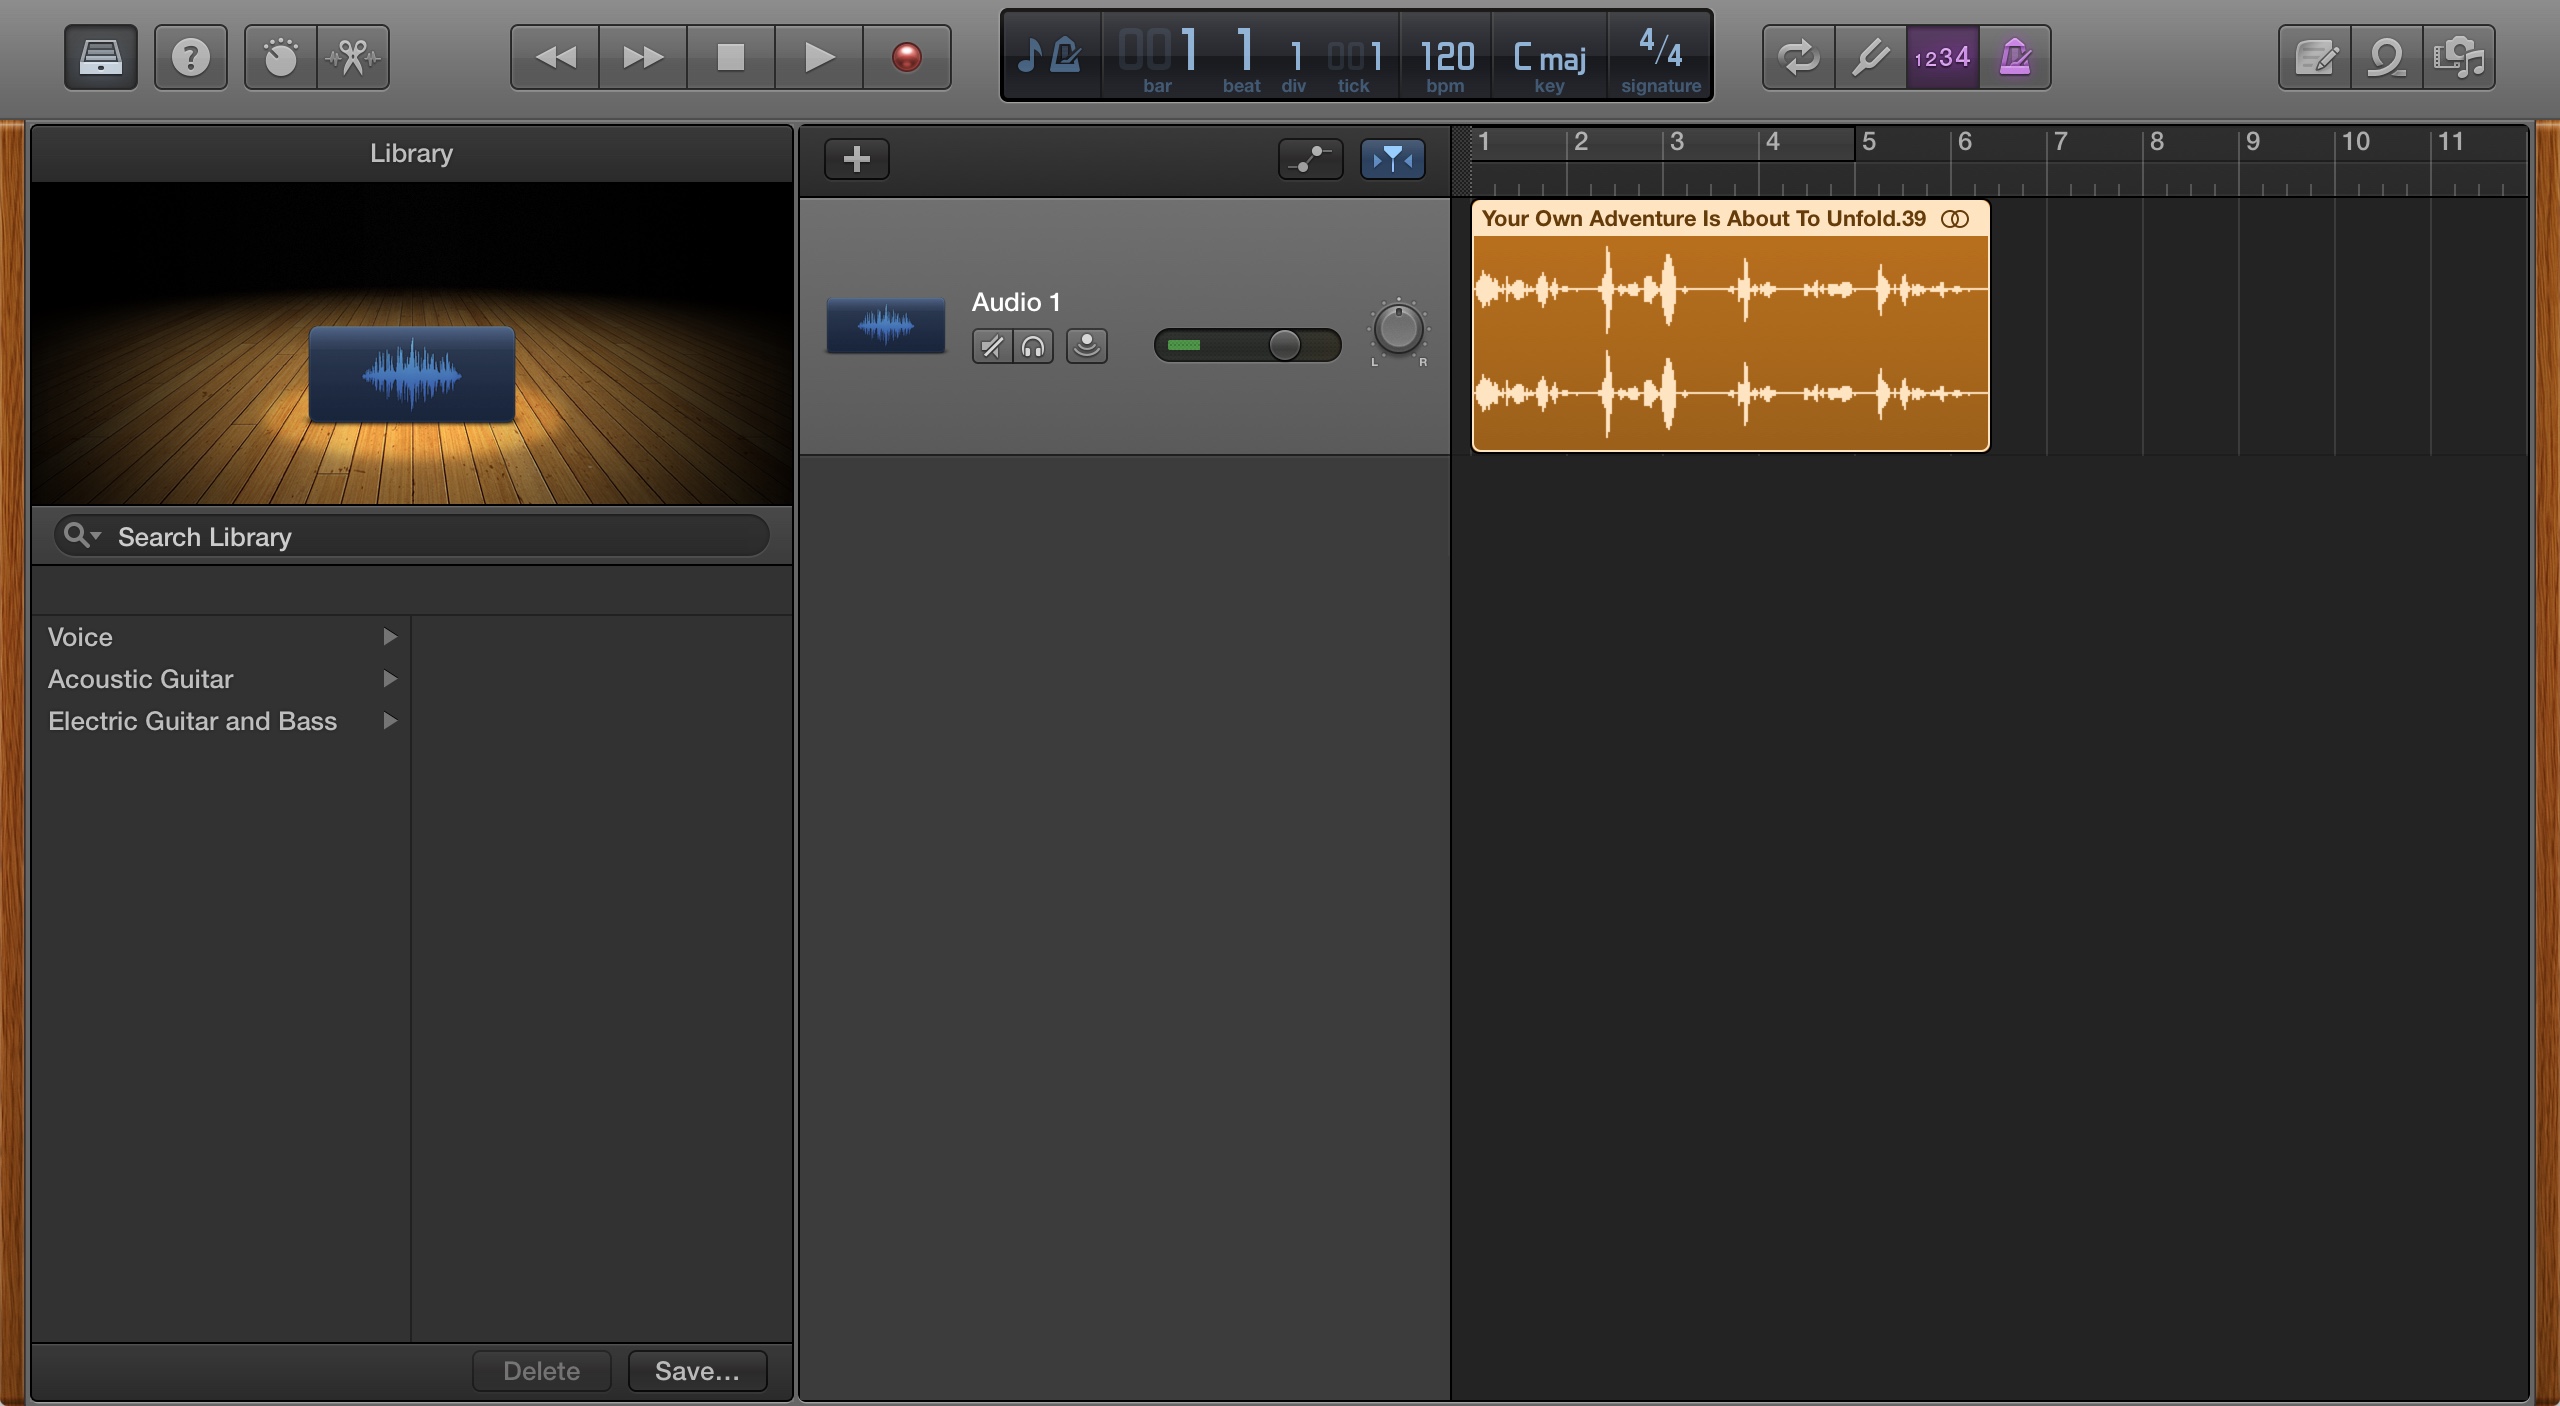 ?
001 1 1 001 120 C maj 4/4
bar beat div tick bpm key signature
1234
Library
1 2 3 4 5 6 7 8 9 10 11
Your Own Adventure Is About To Unfold.39
Audio 1
L R
Search Library
Voice
Acoustic Guitar
Electric Guitar and Bass
Delete Save...